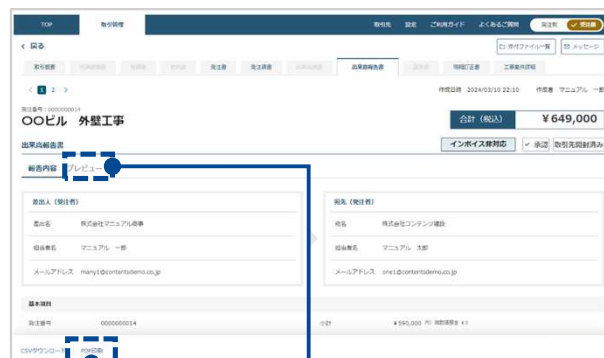 TOP 取引管理 取引先 設定 ご利用ガイド よくあるご質問 発注側 受注側
戻る 添付ファイル一覧 メッセージ
取引概要 発注書 発注請書 出来高報告書 明細訂正書 工事案件詳細
1 2 作成日時 2024/03/10 22:10 作成者 マニュアル 一郎
発注番号:0000000014
〇〇ビル 外壁工事 合計(税込) ¥649,000
出来高報告書 インボイス非対応 承認 取引先開封済み
報告内容 プレビュー
差出人(受注者) 宛先(発注者)
差出名 株式会社マニュアル商事 宛名 株式会社コンテンツ建設
担当者名 マニュアル 一郎 担当者名 マニュアル 太郎
メールアドレス many1@contentsdemo.co.jp メールアドレス one1@contentsdemo.co.jp
基本項目
発注番号 0000000014 小計 ¥590,000
CSVダウンロード PDF印刷